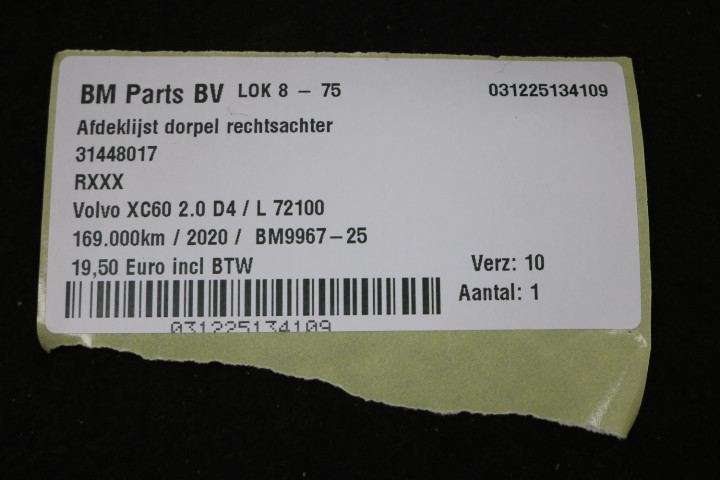 BM Parts BV LOK 8 - 75 031225134109
Afdeklijst dorpel rechtsachter
31448017
RXXX
Volvo XC60 2.0 D4 / L 72100
169.000km / 2020 / BM9967-25
19,50 Euro incl BTW Verz: 10
Aantal: 1
031225134109